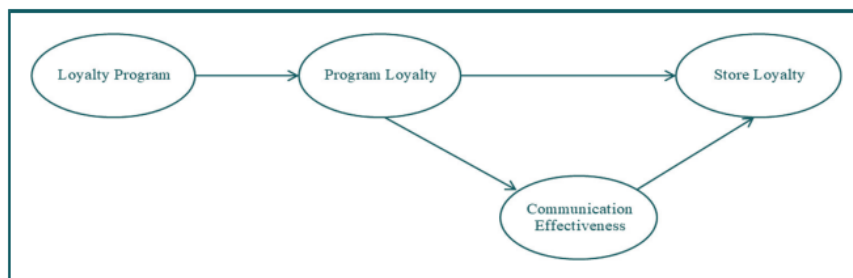 Loyalty Program
Program Loyalty
Store Loyalty
Communication
Effectiveness